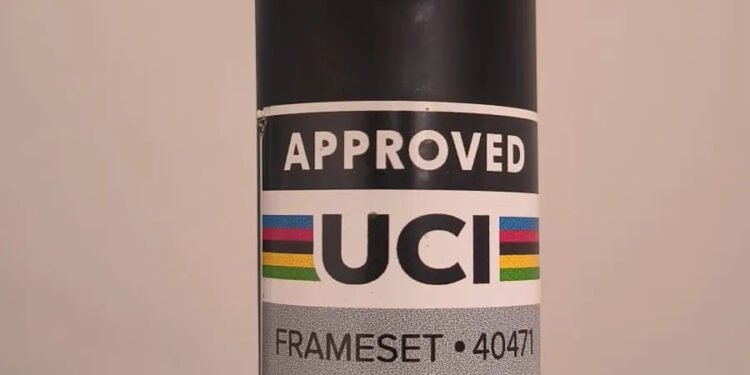 APPROVED
UCI
FRAMESET • 40471